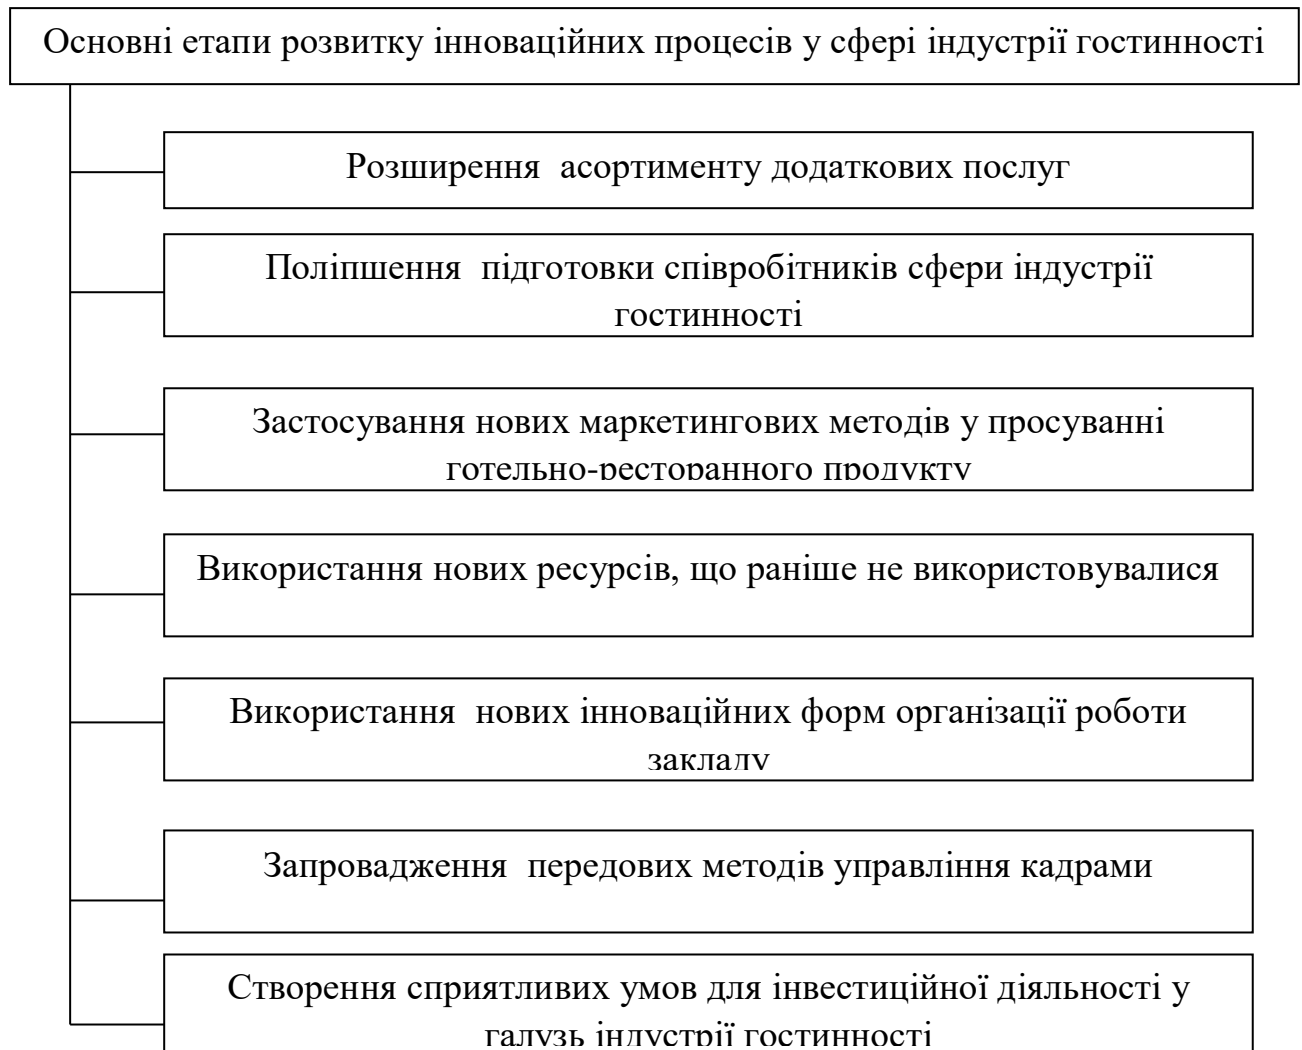 Основні етапи розвитку інноваційних процесів у сфері індустрії гостинності
Розширення асортименту додаткових послуг
Поліпшення підготовки співробітників сфери індустрії
гостинності
Застосування нових маркетингових методів у просуванні
готельно-ресторанного продукту
Використання нових ресурсів, що раніше не використовувалися
Використання нових інноваційних форм організації роботи
закладу
Запровадження передових методів управління кадрами
Створення сприятливих умов для інвестиційної діяльності у
галузь індустрії гостинності